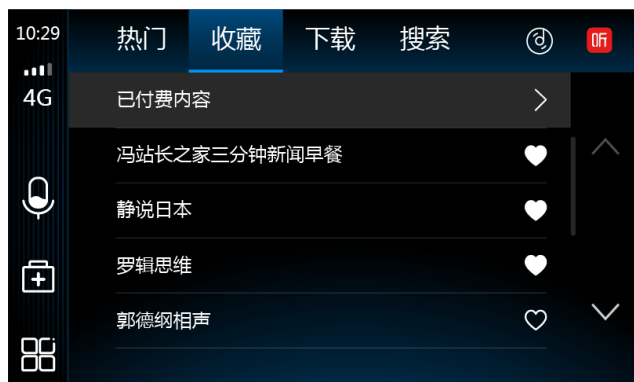 10:29
4G
热门 收藏 下载 搜索 听
已付费内容
冯站长之家三分钟新闻早餐
静说日本
罗辑思维
郭德纲相声